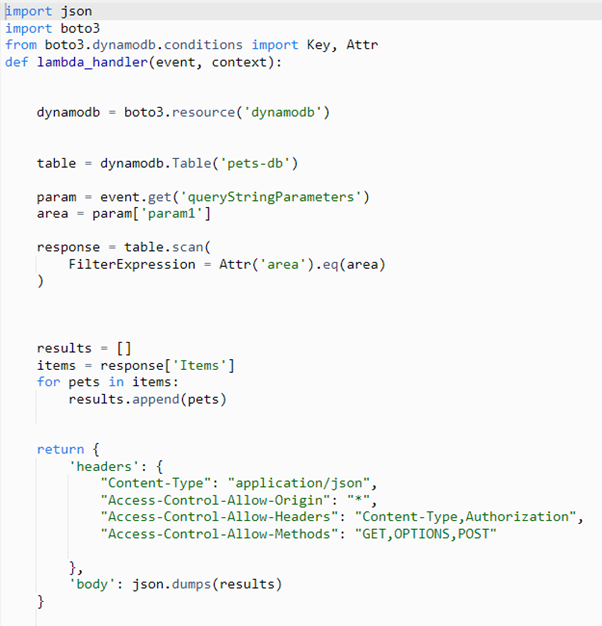 import json
import boto3
from boto3.dynamodb.conditions import Key, Attr
def lambda_handler(event, context):
    dynamodb = boto3.resource('dynamodb')
    table = dynamodb.Table('pets-db')
    param = event.get('queryStringParameters')
    area = param['param1']
    response = table.scan(
        FilterExpression = Attr('area').eq(area)
    )
    results = []
    items = response['Items']
    for pets in items:
        results.append(pets)
    return {
        'headers': {
            "Content-Type": "application/json",
            "Access-Control-Allow-Origin": "*",
            "Access-Control-Allow-Headers": "Content-Type,Authorization",
            "Access-Control-Allow-Methods": "GET,OPTIONS,POST"
        },
        'body': json.dumps(results)
    }